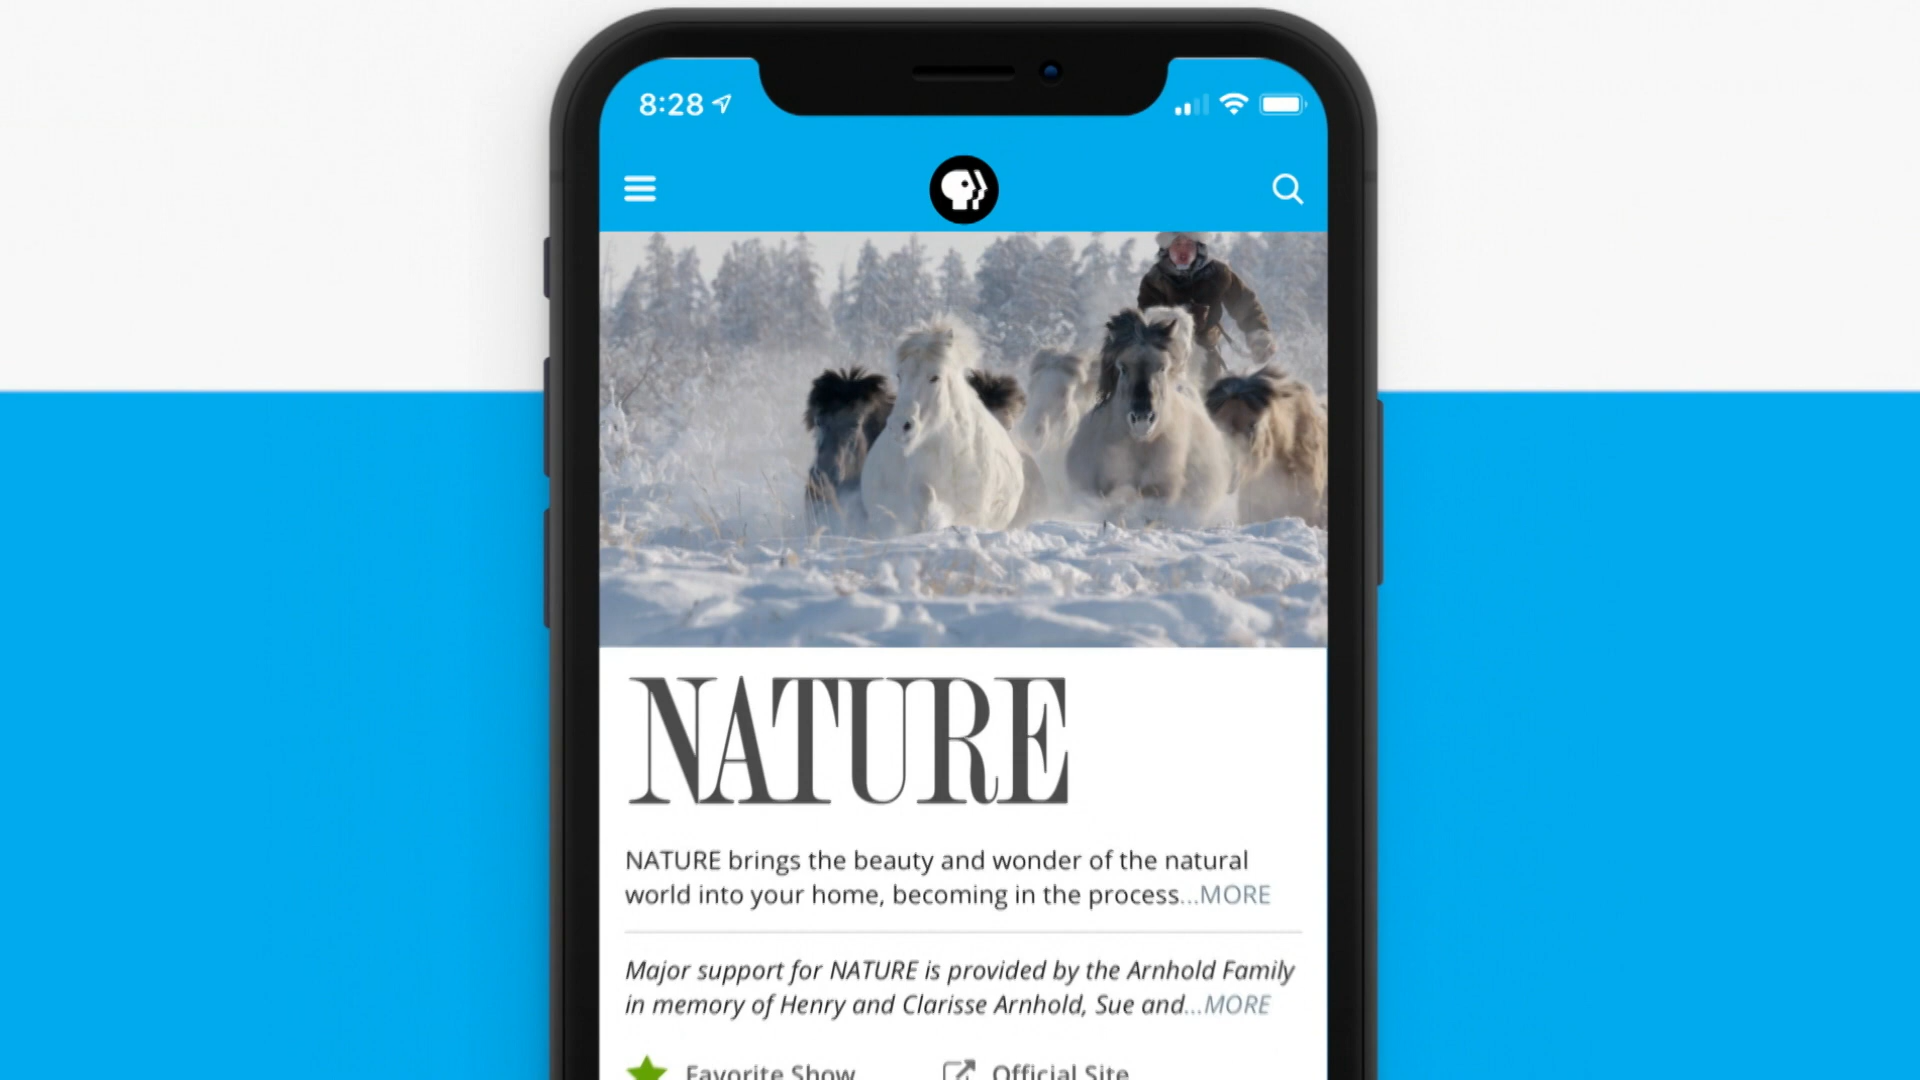 8:28
NATURE
NATURE brings the beauty and wonder of the natural
world into your home, becoming in the process...MORE
Major support for NATURE is provided by the Arnhold Family
in memory of Henry and Clarisse Arnhold, Sue and...MORE
Favorite Show
Official Site